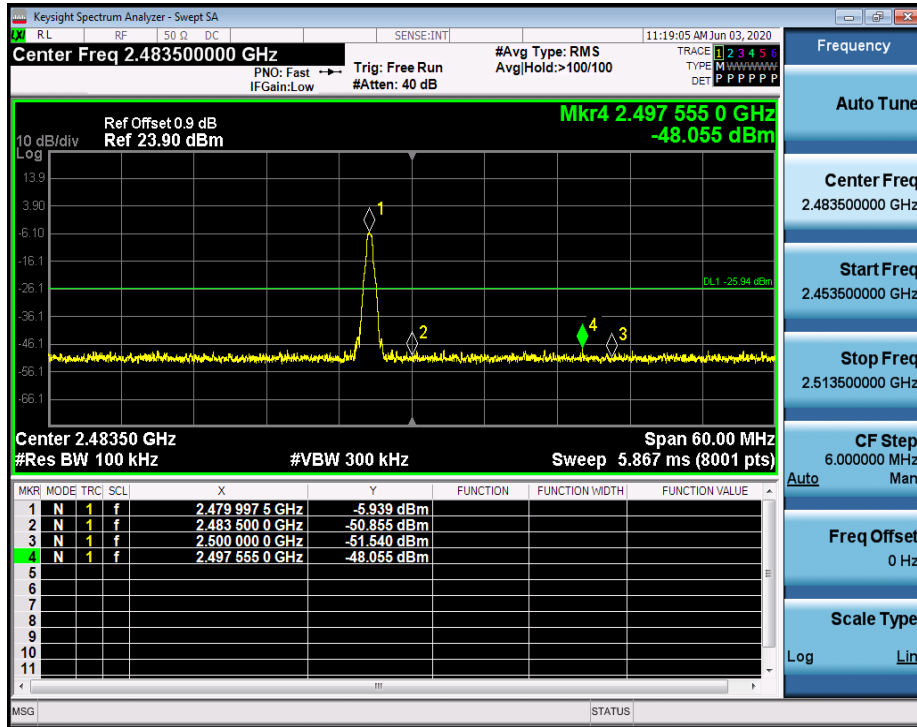 Keysight Spectrum Analyzer - Swept SA
LXI RL RF 50 Ω DC SENSE:INT 11:19:05 AM Jun 03, 2020
Center Freq 2.483500000 GHz
PNO: Fast
IFGain:Low
Trig: Free Run
#Atten: 40 dB
#Avg Type: RMS
Avg|Hold:>100/100
TRACE 1 2 3 4 5 6
TYPE M W W W W W
DET P P P P P P
Mkr4 2.497 555 0 GHz
-48.055 dBm
Ref Offset 0.9 dB
10 dB/div Ref 23.90 dBm
Log
13.9
3.90
-6.10
-16.1
-26.1
-36.1
-46.1
-56.1
-66.1
1
2
4
3
DL1 -25.94 dBm
Center 2.48350 GHz Span 60.00 MHz
#Res BW 100 kHz #VBW 300 kHz Sweep 5.867 ms (8001 pts)
MKR MODE TRC SCL X Y FUNCTION FUNCTION WIDTH FUNCTION VALUE
1 N 1 f 2.479 997 5 GHz -5.939 dBm
2 N 1 f 2.483 500 0 GHz -50.855 dBm
3 N 1 f 2.500 000 0 GHz -51.540 dBm
4 N 1 f 2.497 555 0 GHz -48.055 dBm
5
6
7
8
9
10
11
MSG STATUS
Frequency
Auto Tune
Center Freq
2.483500000 GHz
Start Freq
2.453500000 GHz
Stop Freq
2.513500000 GHz
CF Step
6.000000 MHz
Auto Man
Freq Offset
0 Hz
Scale Type
Log Lin